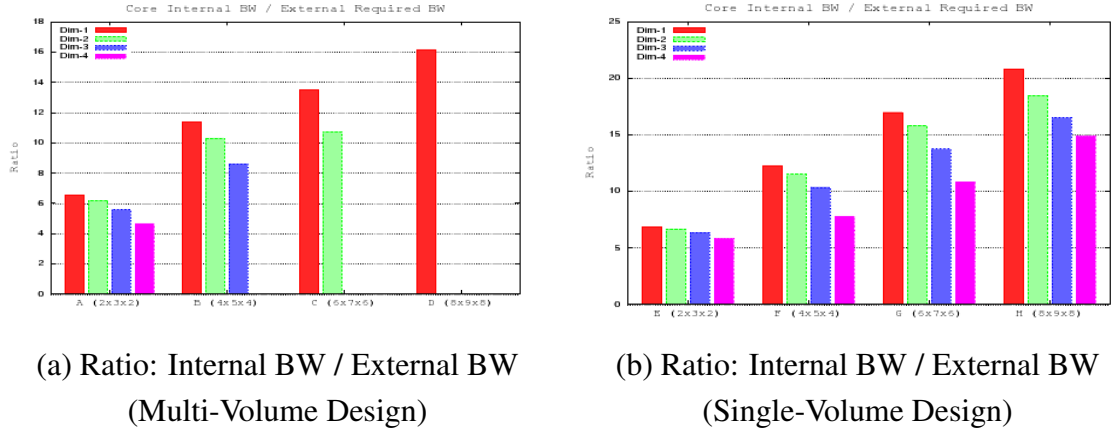 Core Internal BW / External Required BW
18
16
14
12
10
8
6
4
2
0
Ratio
Dim-1
Dim-2
Dim-3
Dim-4
A (2x3x2)
B (4x5x4)
C (6x7x6)
D (8x9x8)
Core Internal BW / External Required BW
25
20
15
10
5
0
Ratio
Dim-1
Dim-2
Dim-3
Dim-4
E (2x3x2)
F (4x5x4)
G (6x7x6)
H (8x9x8)
(a) Ratio: Internal BW / External BW
(Multi-Volume Design)
(b) Ratio: Internal BW / External BW
(Single-Volume Design)